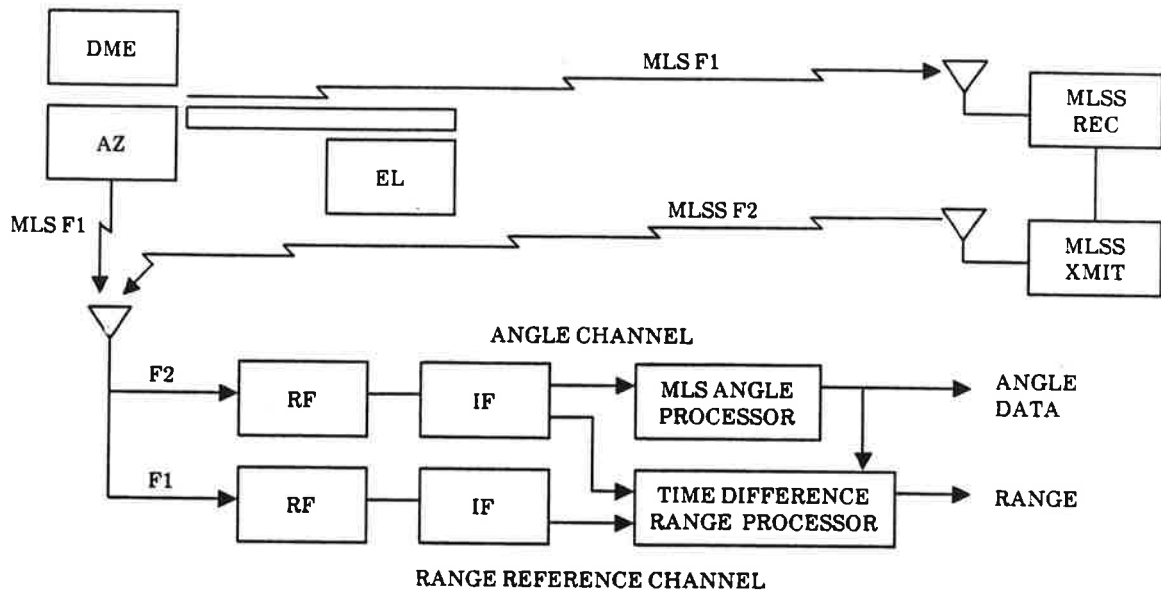 DME
MLS F1
MLSS
REC
AZ
EL
MLS F1
MLSS F2
MLSS
XMIT
ANGLE CHANNEL
F2
RF
IF
MLS ANGLE
PROCESSOR
ANGLE
DATA
F1
RF
IF
TIME DIFFERENCE
RANGE PROCESSOR
RANGE
RANGE REFERENCE CHANNEL